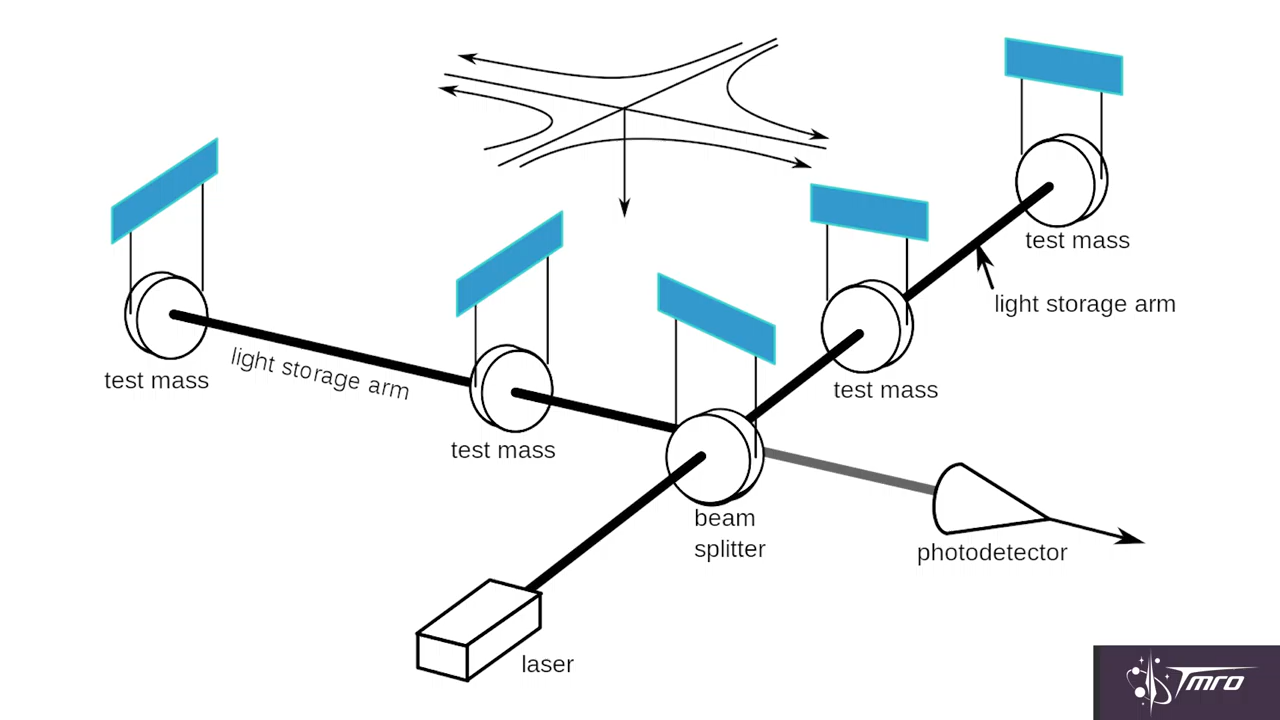 test mass
light storage arm
test mass
light storage arm
test mass
test mass
beam
splitter
photodetector
laser
TMRO